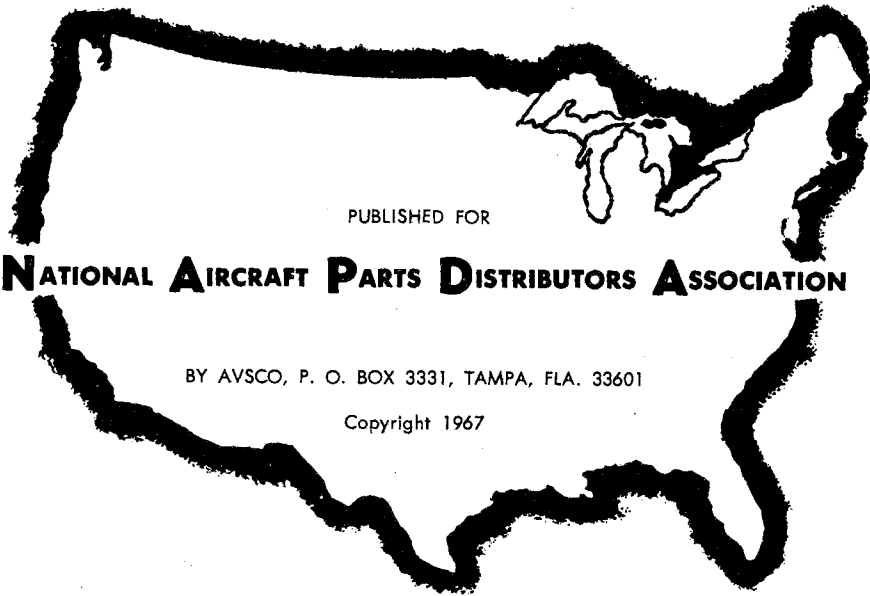 PUBLISHED FOR
NATIONAL AIRCRAFT PARTS DISTRIBUTORS ASSOCIATION
BY AVSCO, P. O. BOX 3331, TAMPA, FLA. 33601
Copyright 1967